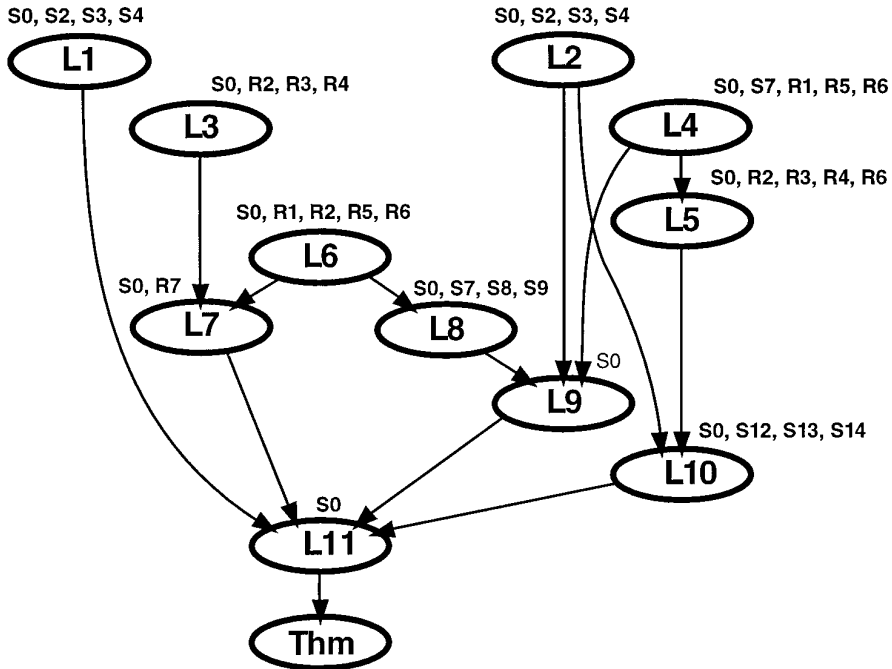 S0, S2, S3, S4
L1
S0, S2, S3, S4
L2
S0, R2, R3, R4
L3
S0, S7, R1, R5, R6
L4
S0, R2, R3, R4, R6
L5
S0, R1, R2, R5, R6
L6
S0, R7
L7
S0, S7, S8, S9
L8
S0
L9
S0, S12, S13, S14
L10
S0
L11
Thm